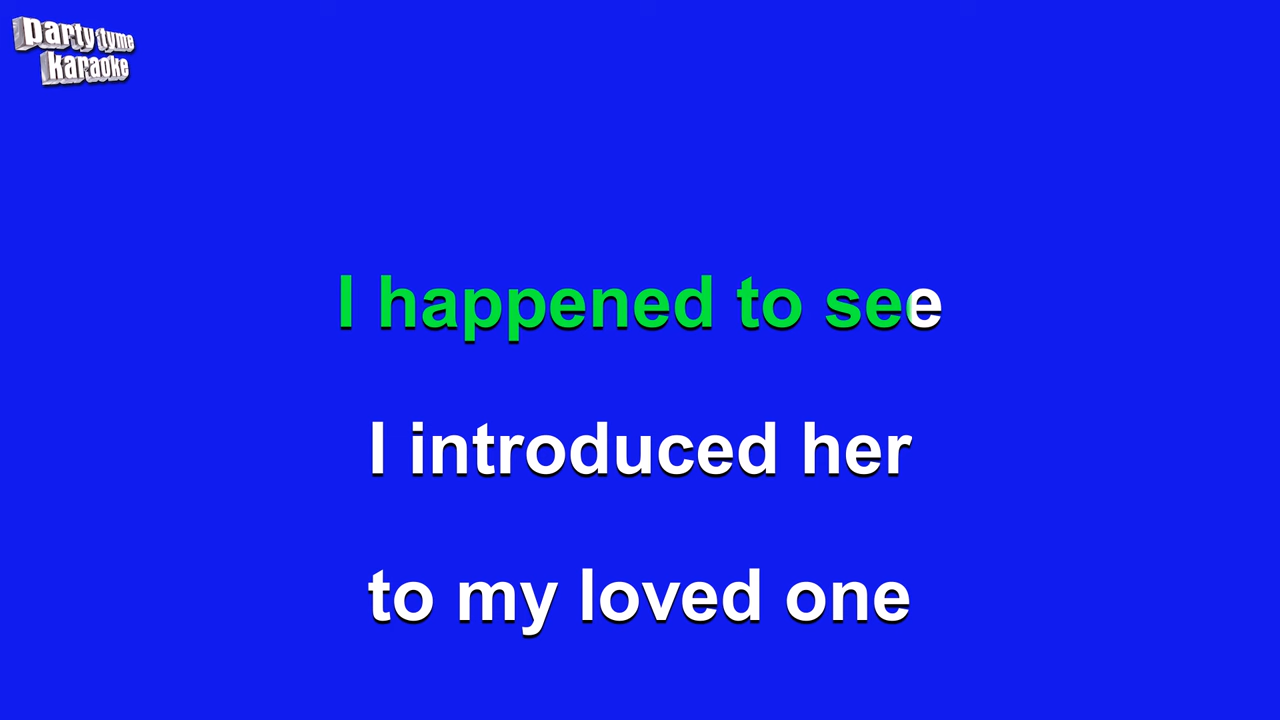 party tyme
karaoke
I happened to see
I introduced her
to my loved one